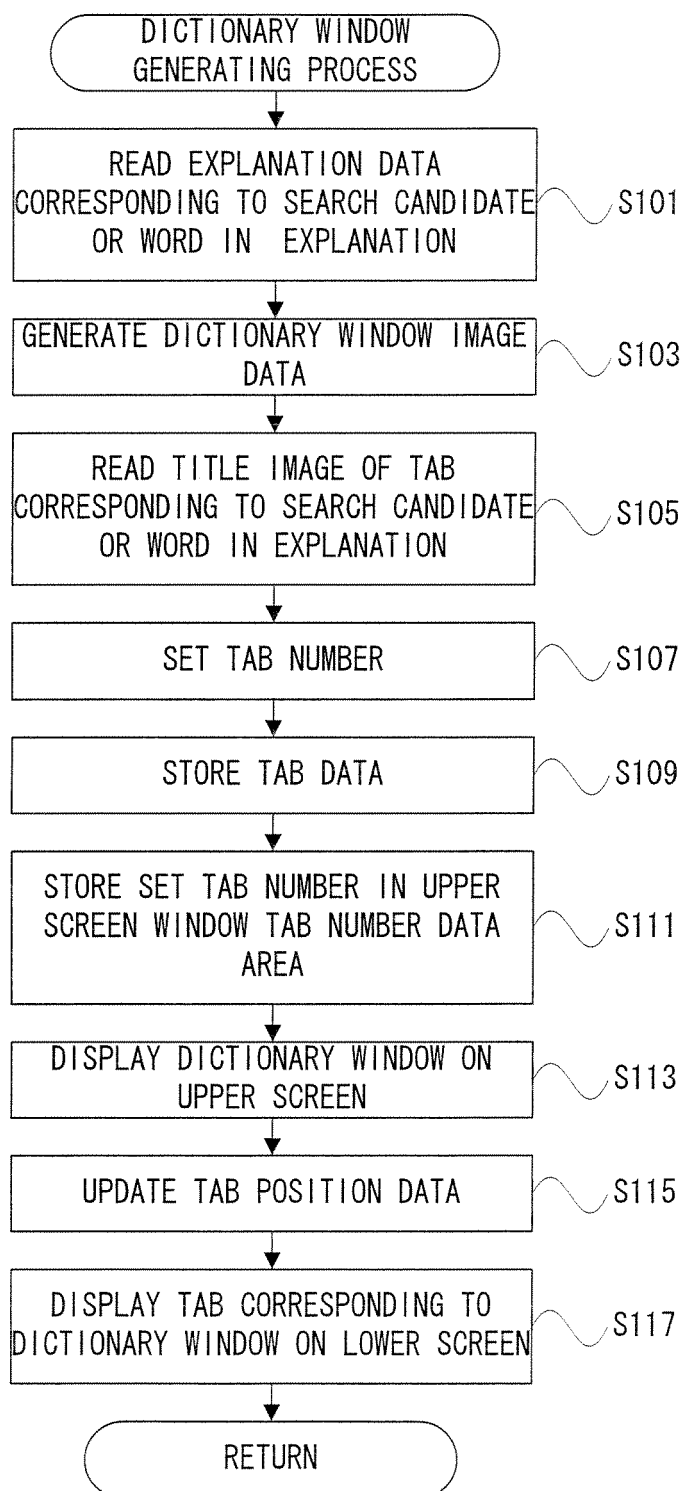 DICTIONARY WINDOW
GENERATING PROCESS
READ EXPLANATION DATA
CORRESPONDING TO SEARCH CANDIDATE
OR WORD IN EXPLANATION
S101
GENERATE DICTIONARY WINDOW IMAGE
DATA
S103
READ TITLE IMAGE OF TAB
CORRESPONDING TO SEARCH CANDIDATE
OR WORD IN EXPLANATION
S105
SET TAB NUMBER
S107
STORE TAB DATA
S109
STORE SET TAB NUMBER IN UPPER
SCREEN WINDOW TAB NUMBER DATA
AREA
S111
DISPLAY DICTIONARY WINDOW ON
UPPER SCREEN
S113
UPDATE TAB POSITION DATA
S115
DISPLAY TAB CORRESPONDING TO
DICTIONARY WINDOW ON LOWER SCREEN
S117
RETURN